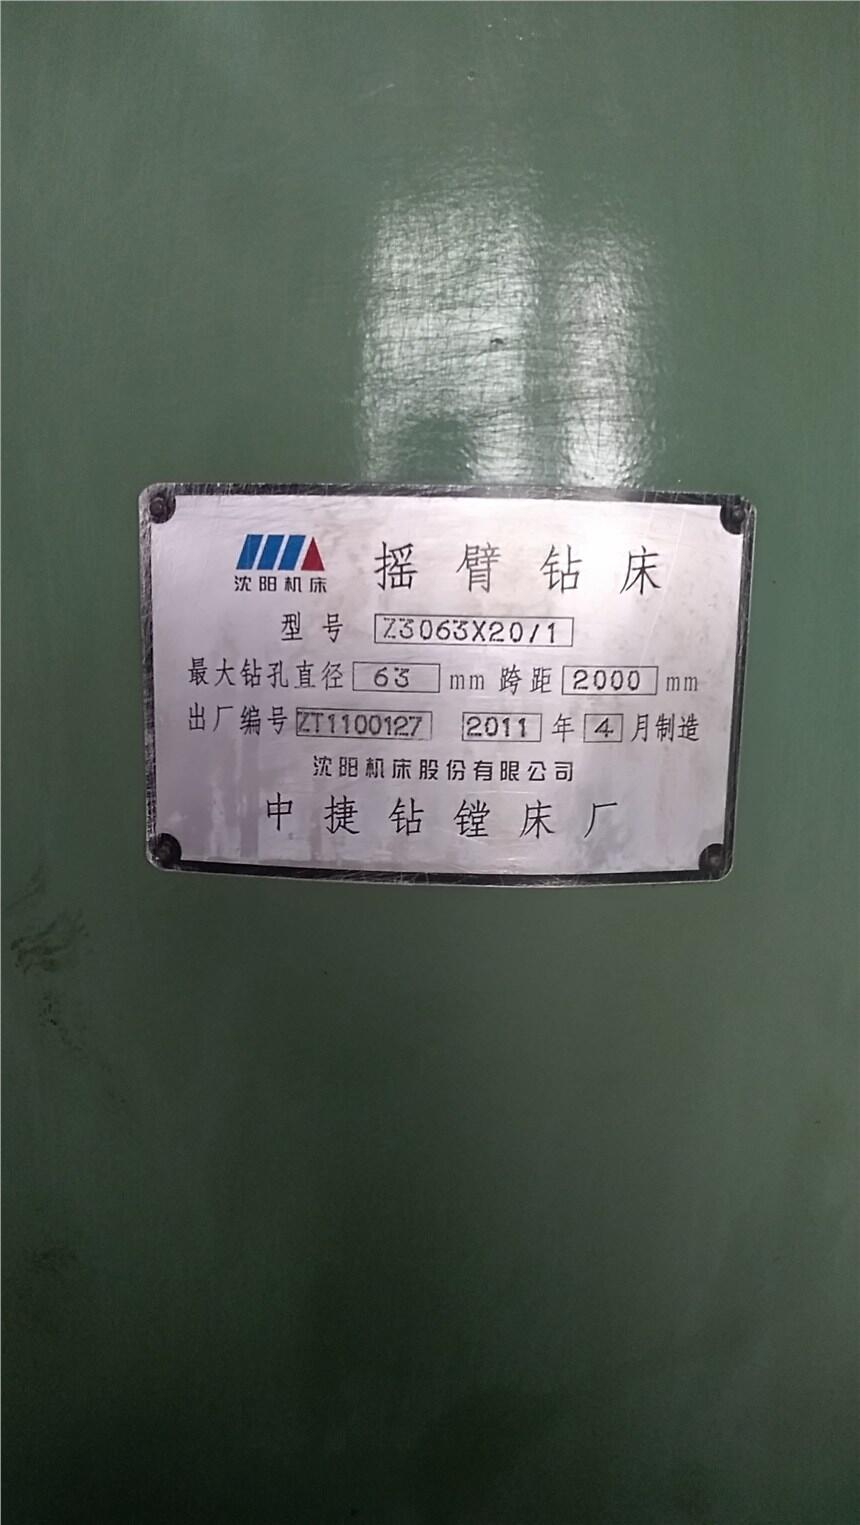 沈阳机床 摇臂钻床
型号 Z3063X20/1
最大钻孔直径 63 mm 跨距 2000 mm
出厂编号 ZT1100127 2011 年 4 月制造
沈阳机床股份有限公司
中捷钻镗床厂